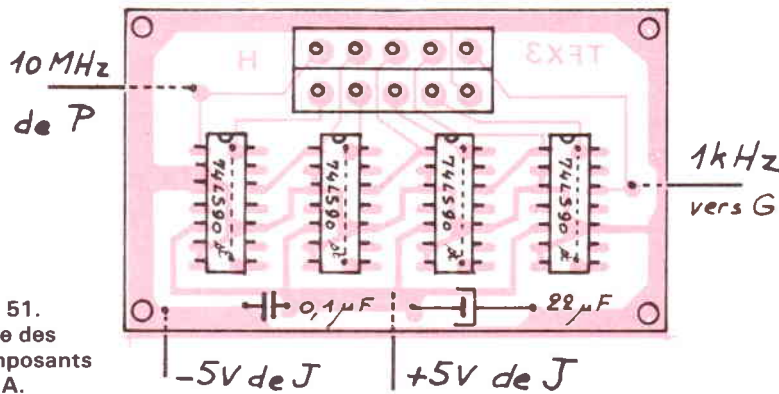 H
TFX3
10 MHz
de P
74LS90
74LS90
74LS90
74LS90
1kHz
vers G
0,1µF
22µF
-5V de J
+5V de J
51.
e des
mposants
A.